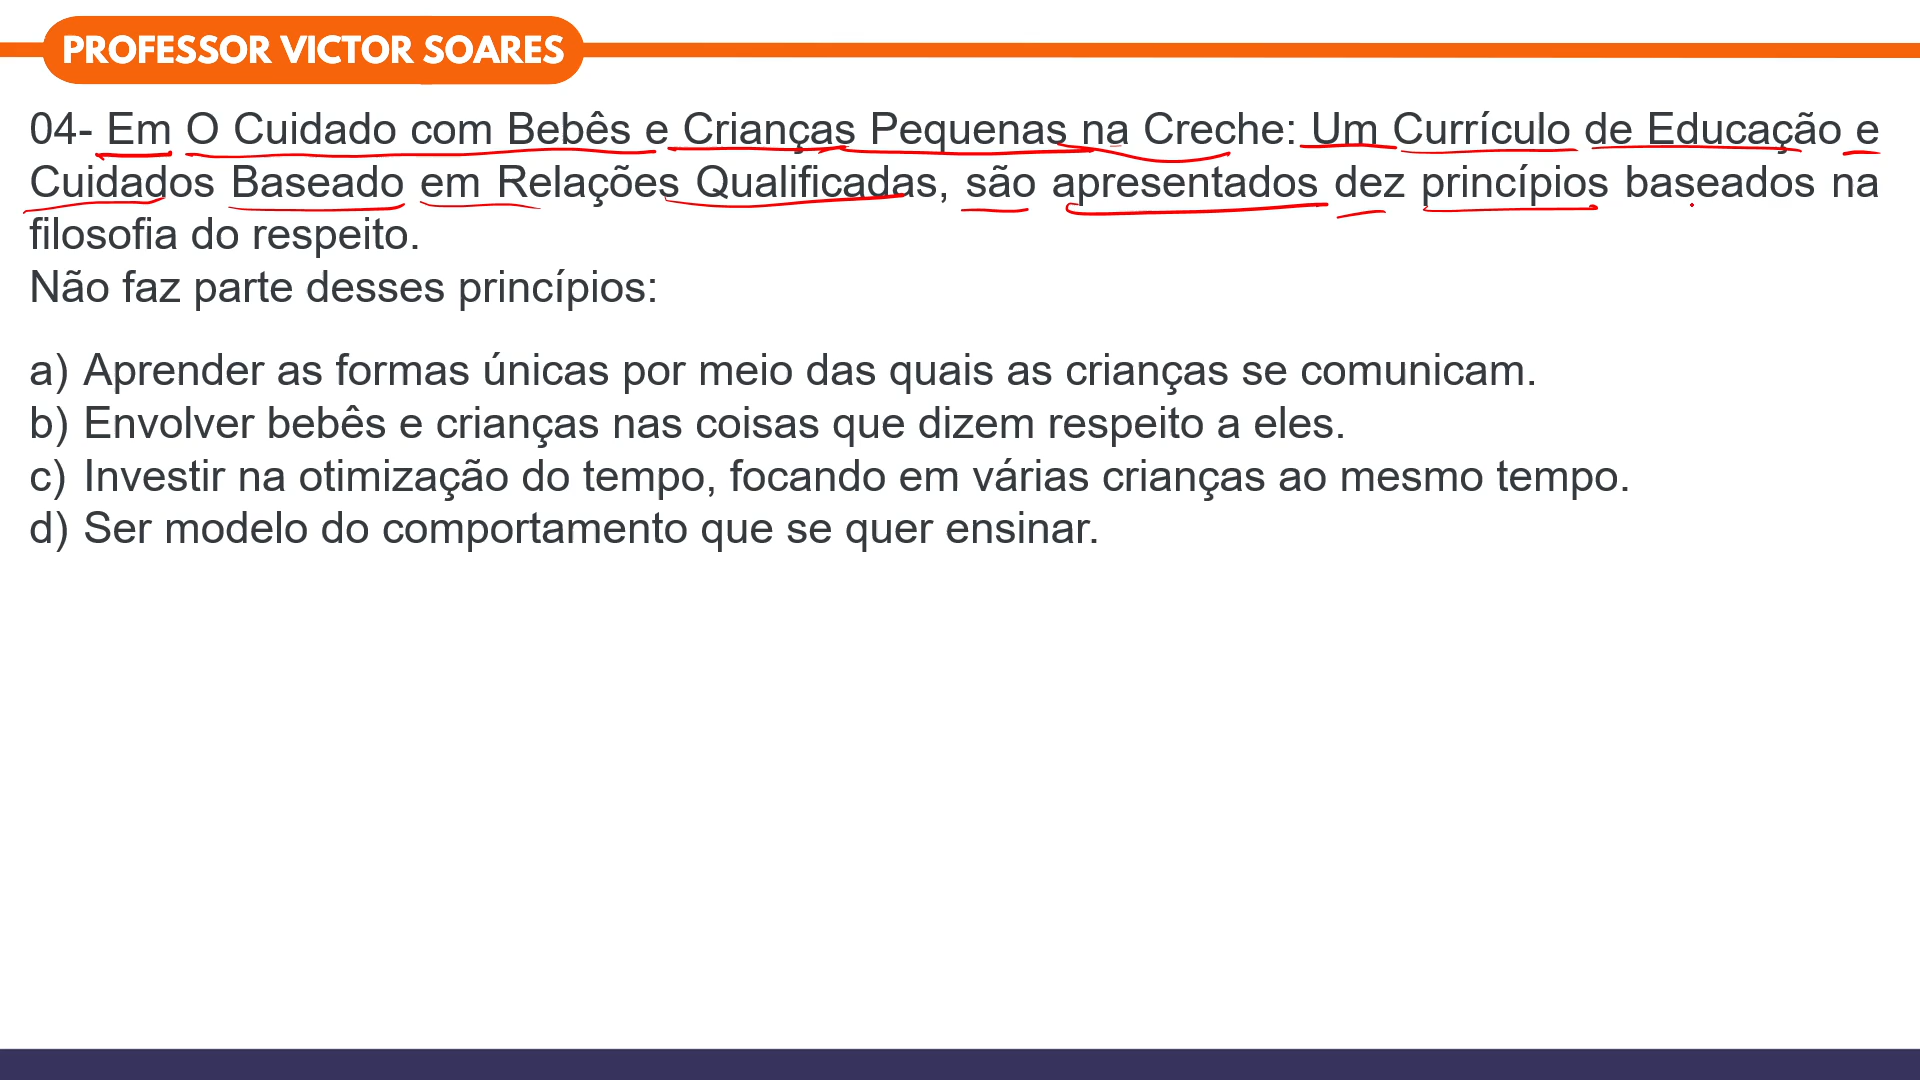 PROFESSOR VICTOR SOARES
04- Em O Cuidado com Bebês e Crianças Pequenas na Creche: Um Currículo de Educação e
Cuidados Baseado em Relações Qualificadas, são apresentados dez princípios baseados na
filosofia do respeito.
Não faz parte desses princípios:
a) Aprender as formas únicas por meio das quais as crianças se comunicam.
b) Envolver bebês e crianças nas coisas que dizem respeito a eles.
c) Investir na otimização do tempo, focando em várias crianças ao mesmo tempo.
d) Ser modelo do comportamento que se quer ensinar.